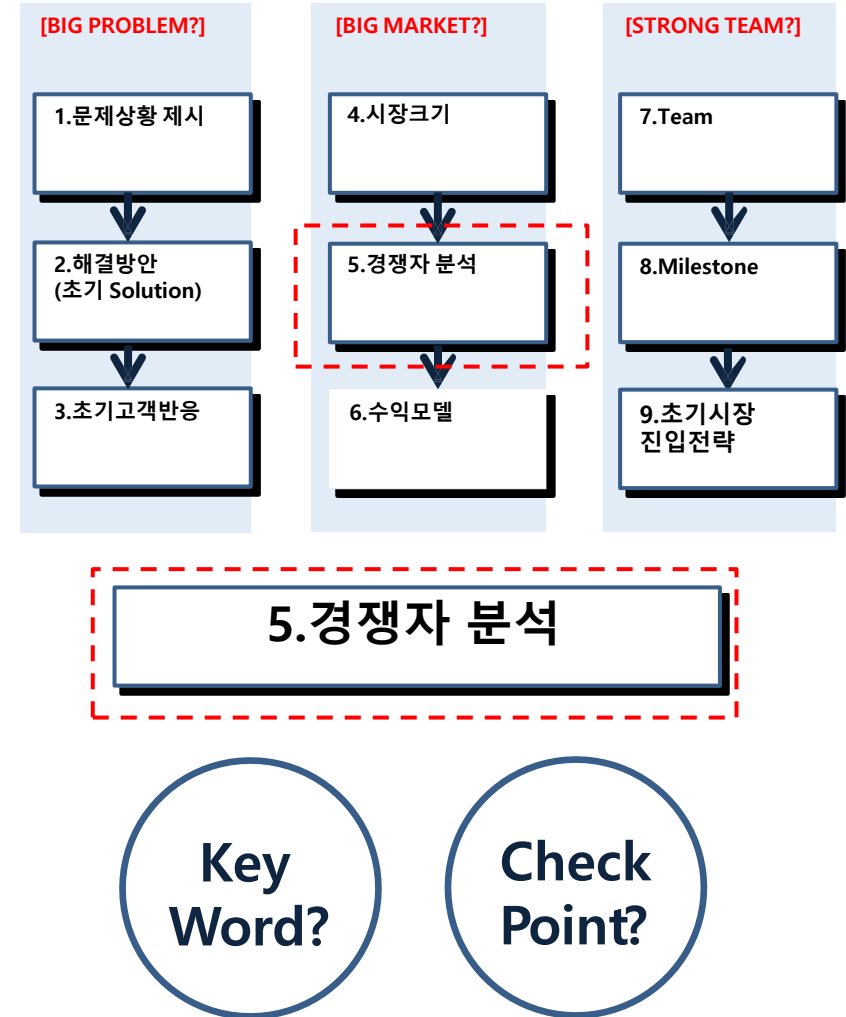 [BIG PROBLEM?]
1.문제상황 제시
2.해결방안
(초기 Solution)
3.초기고객반응
[BIG MARKET?]
4.시장크기
5.경쟁자 분석
6.수익모델
[STRONG TEAM?]
7.Team
8.Milestone
9.초기시장
진입전략
5.경쟁자 분석
Key
Word?
Check
Point?